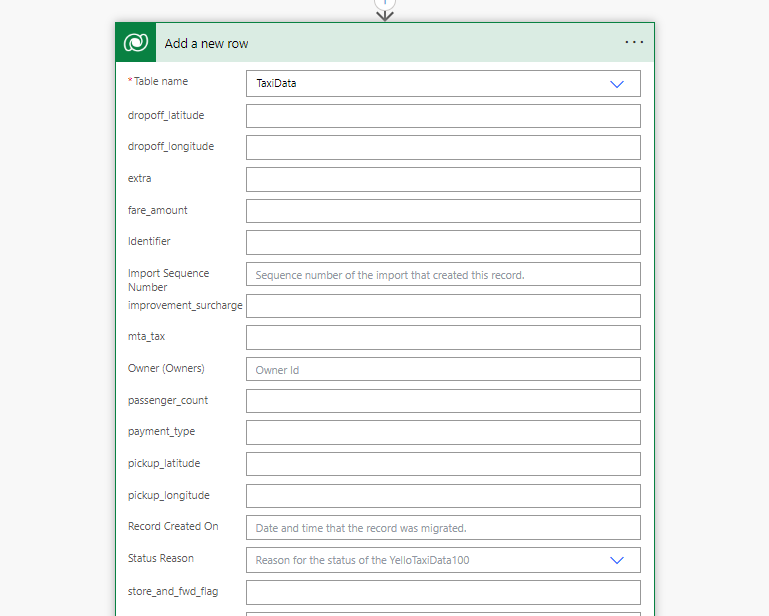 Add a new row
...
*Table name
TaxiData
dropoff_latitude
dropoff_longitude
extra
fare_amount
Identifier
Import Sequence
Number
Sequence number of the import that created this record.
improvement_surcharge
mta_tax
Owner (Owners)
Owner Id
passenger_count
payment_type
pickup_latitude
pickup_longitude
Record Created On
Date and time that the record was migrated.
Status Reason
Reason for the status of the YelloTaxiData100
store_and_fwd_flag